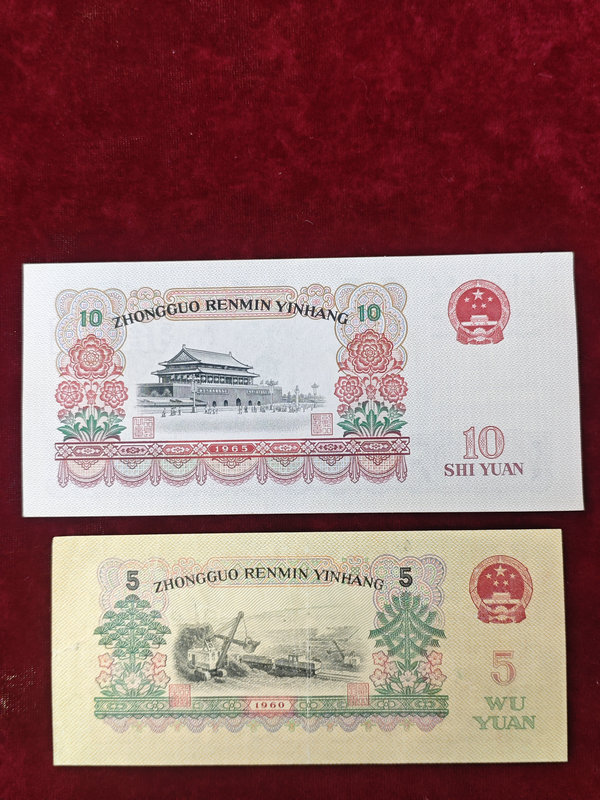 10 ZHONGGUO RENMIN YINHANG 10
1965
10
SHI YUAN
5 ZHONGGUO RENMIN YINHANG 5
1960
5
WU
YUAN